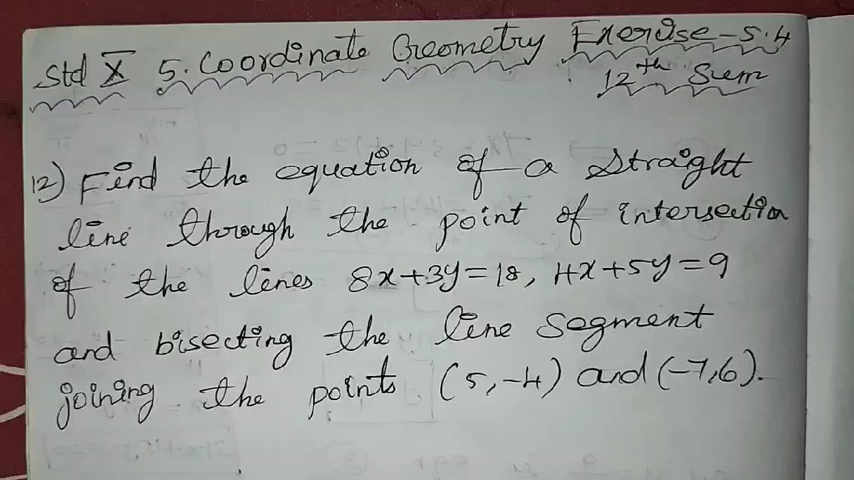 Std X 5. Coordinate Geometry Exercise-5.4
12th Sum
12) Find the equation of a Straight
line through the point of intersection
of the lines 8x+3y=18, 4x+5y=9
and bisecting the line segment
joining the points (5,-4) and (-7,6).